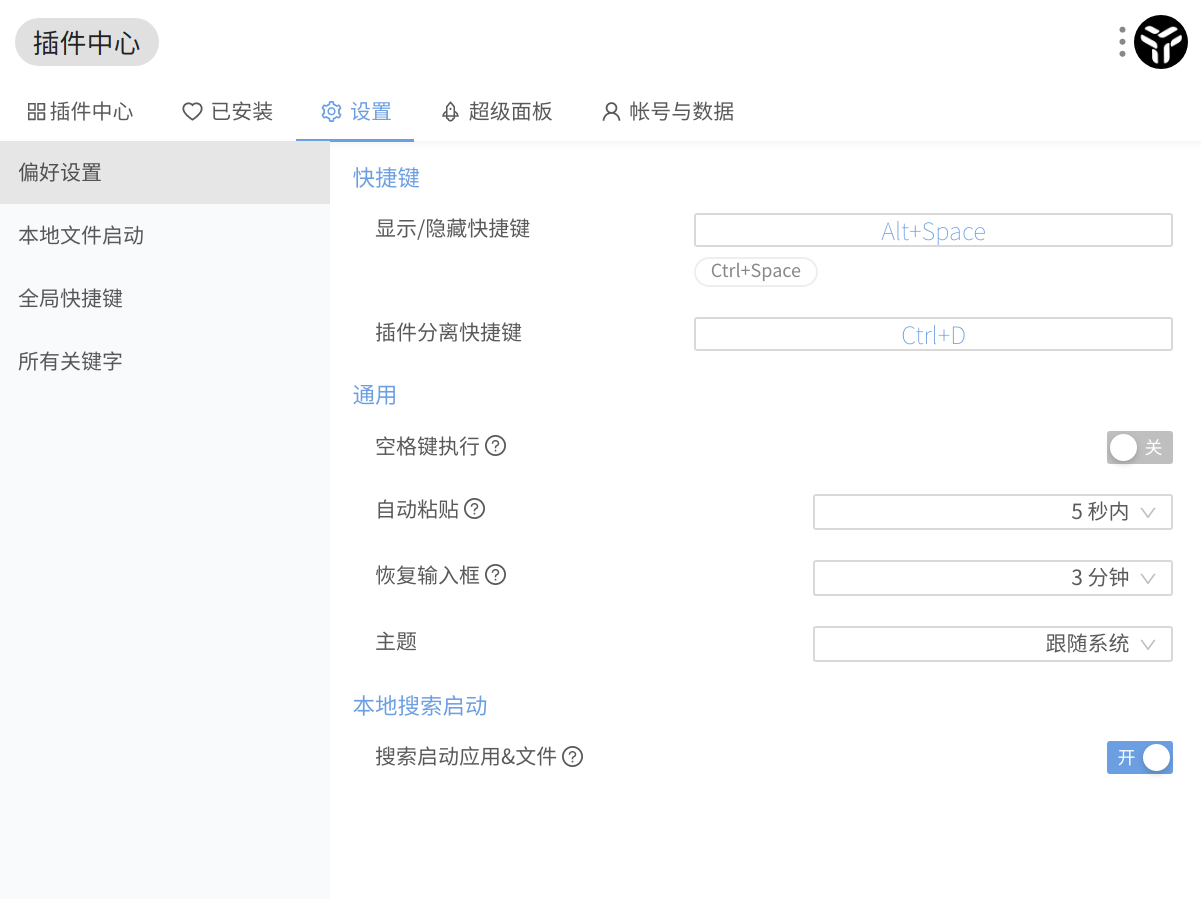 插件中心
插件中心 已安装 设置 超级面板 帐号与数据
偏好设置
本地文件启动
全局快捷键
所有关键字
快捷键
显示/隐藏快捷键 Alt+Space
Ctrl+Space
插件分离快捷键 Ctrl+D
通用
空格键执行 关
自动粘贴 5 秒内
恢复输入框 3 分钟
主题 跟随系统
本地搜索启动
搜索启动应用&文件 开